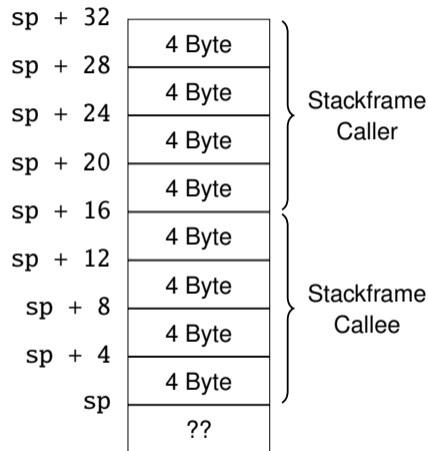 sp + 32
4 Byte
sp + 28
4 Byte
sp + 24
4 Byte
sp + 20
4 Byte
sp + 16
4 Byte
sp + 12
4 Byte
sp + 8
4 Byte
sp + 4
4 Byte
sp
??
Stackframe
Caller
Stackframe
Callee